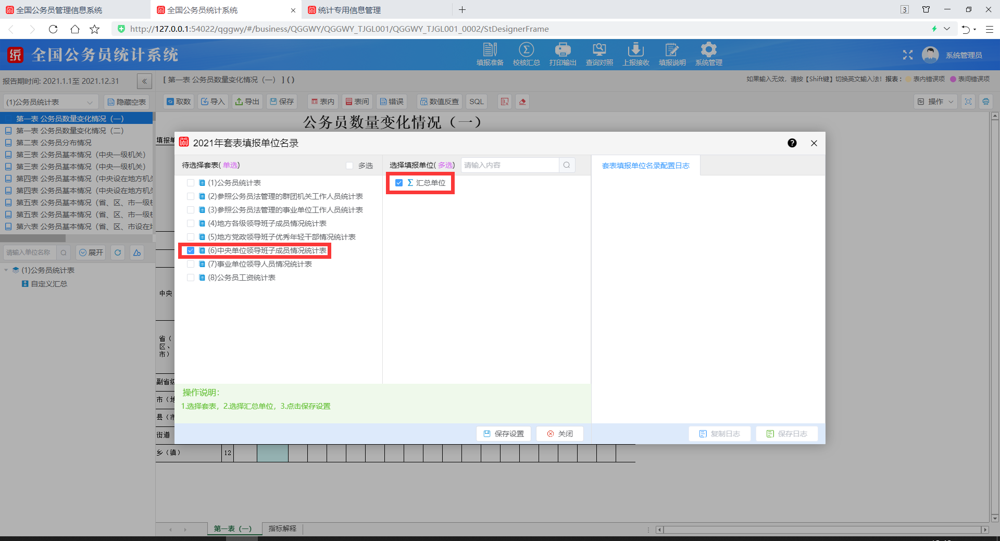 全国公务员管理信息系统
全国公务员统计系统
统计专用信息管理
3
http://127.0.0.1:54022/qggwy/#/business/QGGWY/QGGWY_TJGL001/QGGWY_TJGL001_0002/StDesignerFrame
统 全国公务员统计系统
填报准备 校核汇总 打印输出 查询对照 上报接收 填报说明 系统管理
系统管理员
报告期时间: 2021.1.1至 2021.12.31
[ 第一表 公务员数量变化情况（一） ] ( )
如果输入无效，请按【Shift键】切换英文输入法! 报表： 表内错误项 表间错误项
(1)公务员统计表 隐藏空表
取数 导入 导出 保存 表内 表间 错误 数值反查 SQL 操作
第一表 公务员数量变化情况（一）
第一表 公务员数量变化情况（二）
第二表 公务员分布情况
第三表 公务员基本情况（中央一级机关）
第三表 公务员基本情况（中央一级机关）
第四表 公务员基本情况（中央设在地方机关
第四表 公务员基本情况（中央设在地方机关
第五表 公务员基本情况（省、区、市一级机
第五表 公务员基本情况（省、区、市一级机
第六表 公务员基本情况（省、区、市设在地
请输入单位名称 展开
(1)公务员统计表
自定义汇总
公务员数量变化情况（一）
填报单
中央
省（
区、
市）
副省级
市（地
县（市
街道
乡（镇） 12
2021年套表填报单位名录
待选择套表( 单选) 多选
(1)公务员统计表
(2)参照公务员法管理的群团机关工作人员统计表
(3)参照公务员法管理的事业单位工作人员统计表
(4)地方各级领导班子成员情况统计表
(5)地方党政领导班子优秀年轻干部情况统计表
(6)中央单位领导班子成员情况统计表
(7)事业单位领导人员情况统计表
(8)公务员工资统计表
选择填报单位( 多选) 请输入内容
Σ 汇总单位
套表填报单位名录配置日志
操作说明：
1.选择套表，2.选择汇总单位，3.点击保存设置
保存设置 关闭
复制日志 保存日志
第一表（一） 指标解释